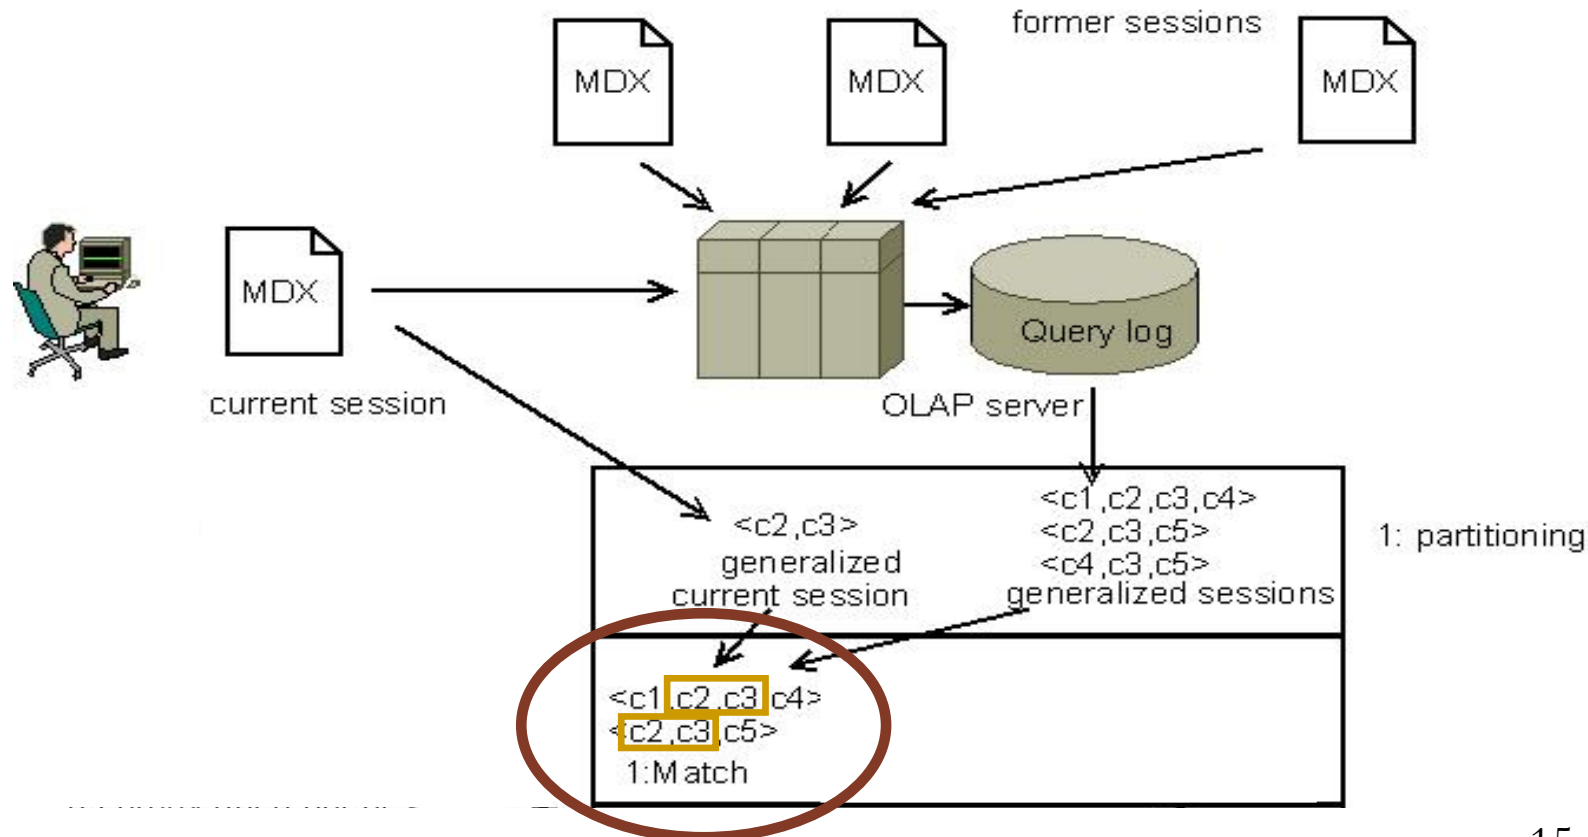 former sessions
MDX
MDX
MDX
MDX
Query log
current session
OLAP server
<c1,c2,c3,c4>
<c2,c3>
<c2,c3,c5>
1: partitioning
generalized
<c4,c3,c5>
current session
generalized sessions
<c1,c2,c3,c4>
<c2,c3,c5>
1:Match